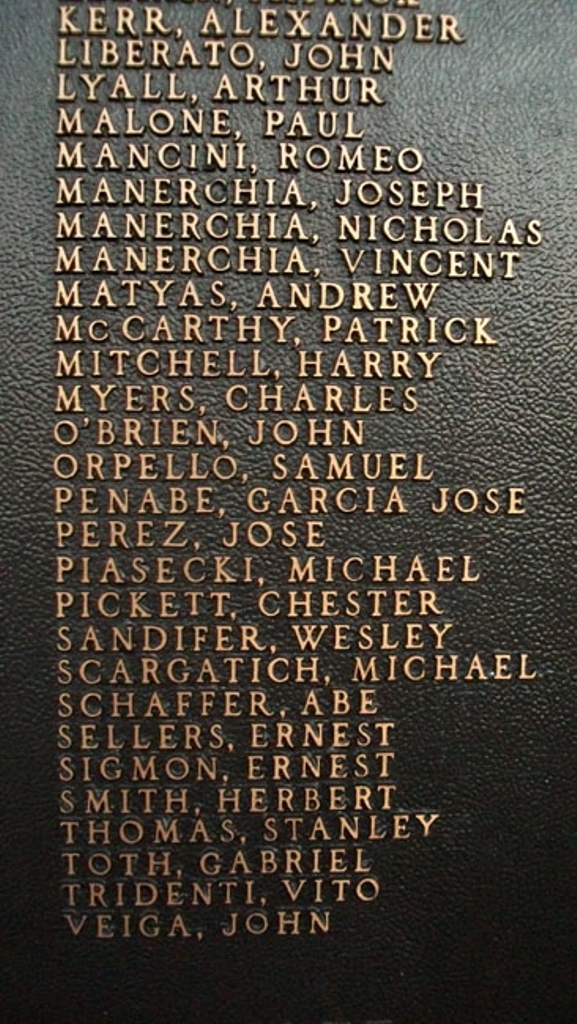 KERR, ALEXANDER
LIBERATO, JOHN
LYALL, ARTHUR
MALONE, PAUL
MANCINI, ROMEO
MANERCHIA, JOSEPH
MANERCHIA, NICHOLAS
MANERCHIA, VINCENT
MATYAS, ANDREW
McCARTHY, PATRICK
MITCHELL, HARRY
MYERS, CHARLES
O'BRIEN, JOHN
ORPELLO, SAMUEL
PENABE, GARCIA JOSE
PEREZ, JOSE
PIASECKI, MICHAEL
PICKETT, CHESTER
SANDIFER, WESLEY
SCARGATICH, MICHAEL
SCHAFFER, ABE
SELLERS, ERNEST
SIGMON, ERNEST
SMITH, HERBERT
THOMAS, STANLEY
TOTH, GABRIEL
TRIDENTI, VITO
VEIGA, JOHN